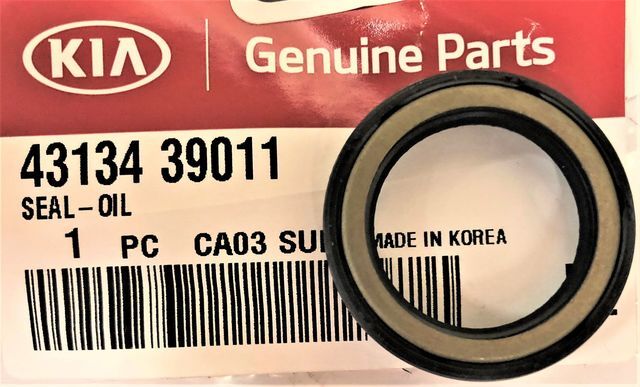 KIA Genuine Parts
43134 39011
SEAL-OIL
1 PC CA03 MADE IN KOREA